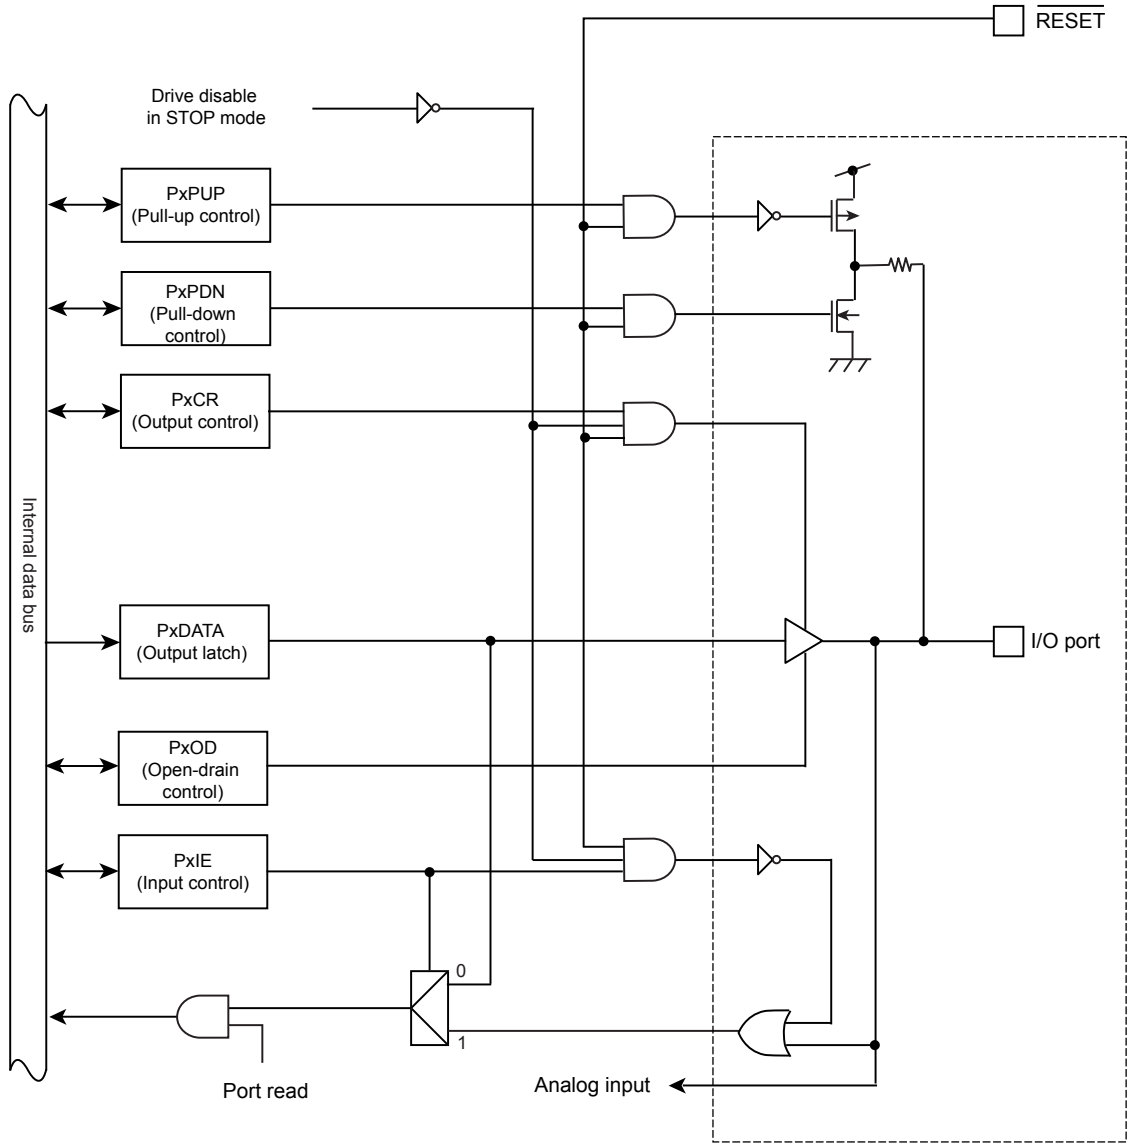 RESET
Drive disable
in STOP mode
PxPUP
(Pull-up control)
PxPDN
(Pull-down
control)
PxCR
(Output control)
Internal data bus
PxDATA
(Output latch)
I/O port
PxOD
(Open-drain
control)
PxIE
(Input control)
0
1
Port read
Analog input